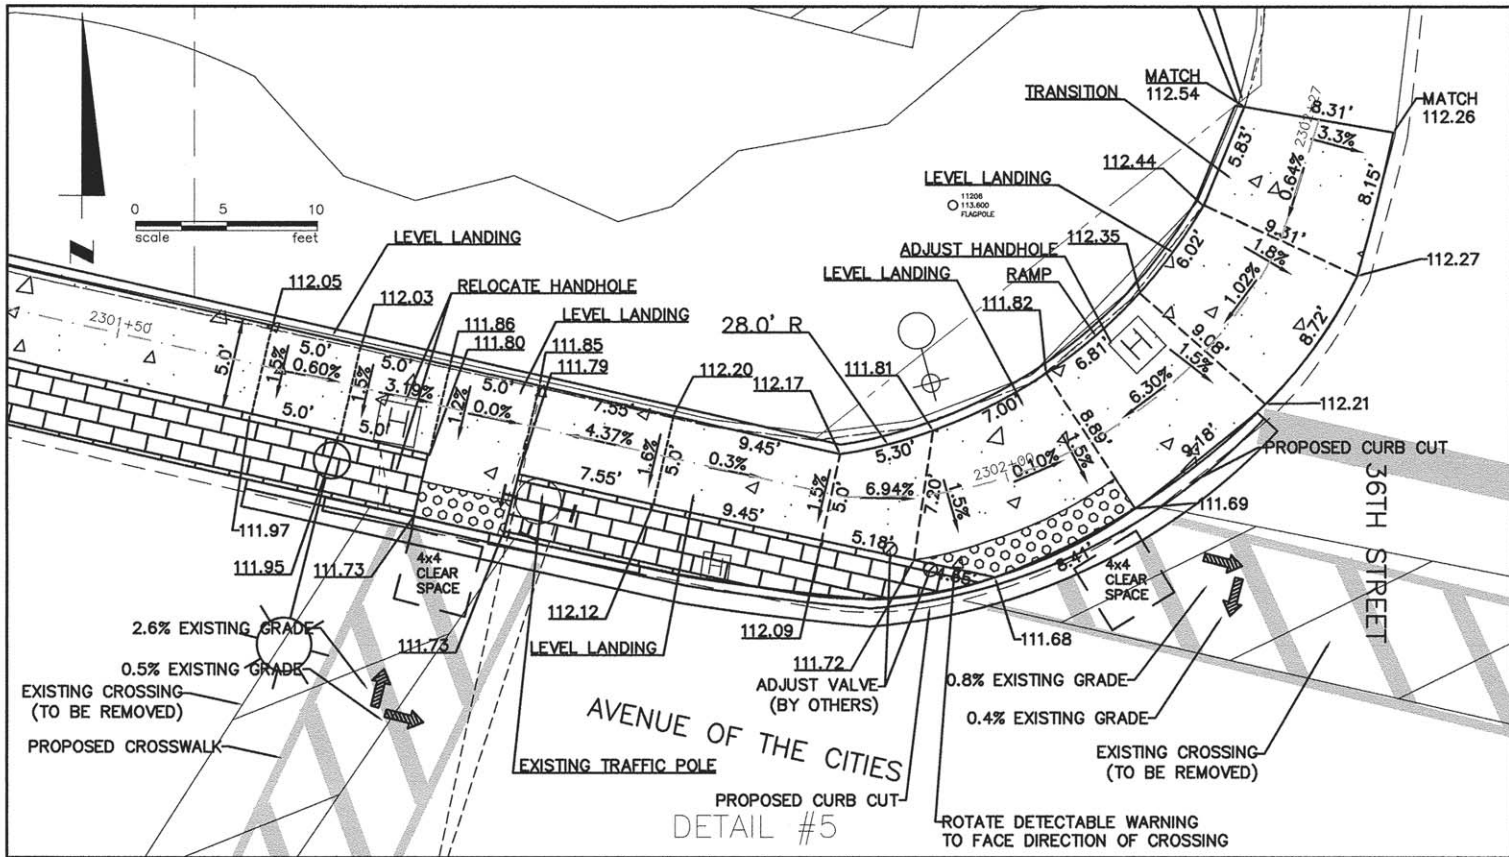 MATCH
112.54
TRANSITION
8.31'
3.3%
2302+27
MATCH
112.26
5.83'
0.64%
8.15'
112.44
LEVEL LANDING
11206
113.600
FLAGPOLE
0
5
10
scale
feet
Z
LEVEL LANDING
ADJUST HANDHOLE
112.35
6.02'
9.31'
1.8%
112.27
112.05
112.03
RELOCATE HANDHOLE
LEVEL LANDING
RAMP
1.02%
111.82
LEVEL LANDING
8.72'
2301+50
111.86
111.80
28.0' R
9.08'
1.5%
H
6.81'
6.30%
5.0'
1.5%
5.0'
0.60%
1.5%
5.0'
3.19%
111.85
111.79
112.20
112.17
111.81
112.21
5.0'
1.2%
0.0%
7.55'
7.00'
8.89'
1.5%
9.18'
5.0'
5.0'
H
4.37%
1.6%
5.0'
9.45'
0.3%
5.30'
PROPOSED CURB CUT
2302+00
0.10%
7.55'
9.45'
1.5%
5.0'
6.94%
7.20'
1.5%
111.69
36TH STREET
111.97
5.18'
111.95
111.73
4x4
CLEAR
SPACE
H
4.85'
8.41'
4x4
CLEAR
SPACE
112.12
112.09
111.68
2.6% EXISTING GRADE
111.73
LEVEL LANDING
111.72
0.5% EXISTING GRADE
ADJUST VALVE
(BY OTHERS)
0.8% EXISTING GRADE
EXISTING CROSSING
(TO BE REMOVED)
0.4% EXISTING GRADE
AVENUE OF THE CITIES
PROPOSED CROSSWALK
EXISTING TRAFFIC POLE
EXISTING CROSSING
(TO BE REMOVED)
PROPOSED CURB CUT
DETAIL #5
ROTATE DETECTABLE WARNING
TO FACE DIRECTION OF CROSSING